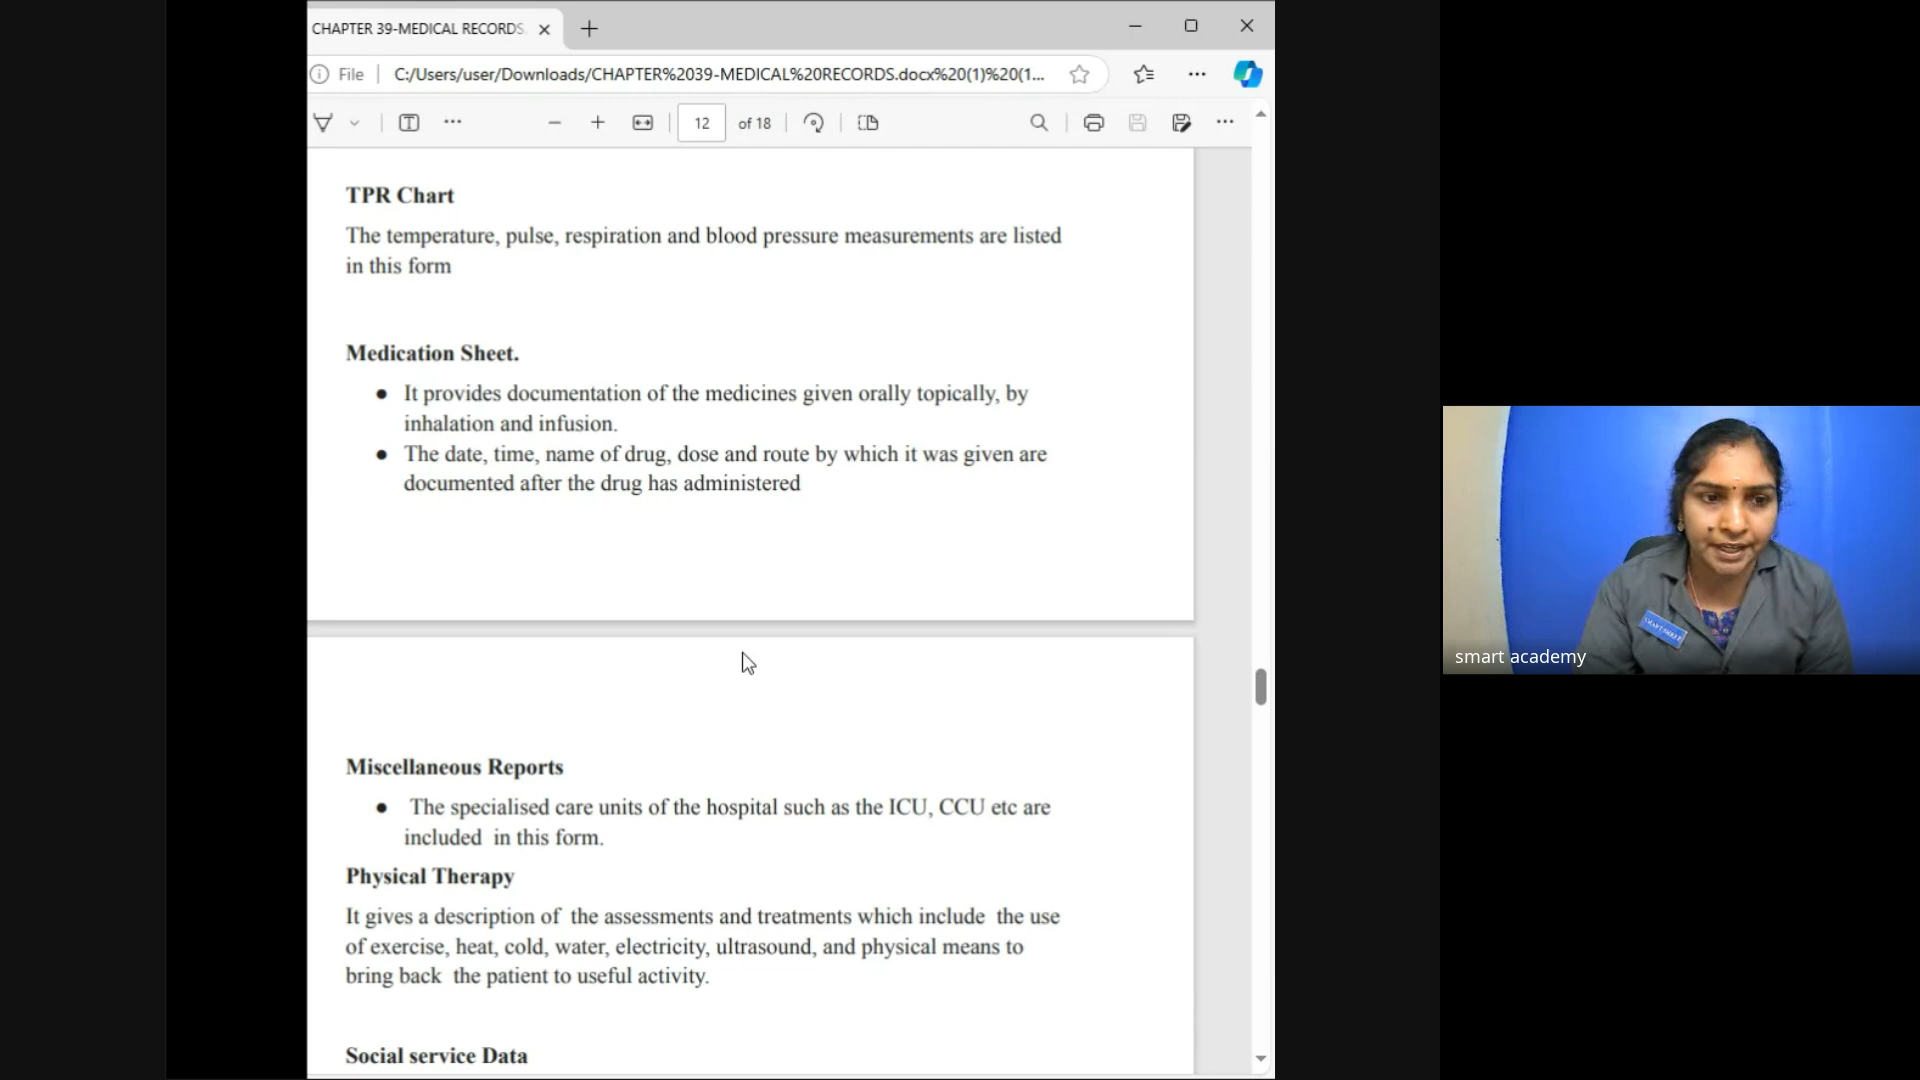 CHAPTER 39-MEDICAL RECORDS.
File
C:/Users/user/Downloads/CHAPTER%2039-MEDICAL%20RECORDS.docx%20(1)%20(1...
12 of 18
TPR Chart
The temperature, pulse, respiration and blood pressure measurements are listed
in this form
Medication Sheet.
● It provides documentation of the medicines given orally topically, by
inhalation and infusion.
● The date, time, name of drug, dose and route by which it was given are
documented after the drug has administered
Miscellaneous Reports
● The specialised care units of the hospital such as the ICU, CCU etc are
included in this form.
Physical Therapy
It gives a description of the assessments and treatments which include the use
of exercise, heat, cold, water, electricity, ultrasound, and physical means to
bring back the patient to useful activity.
Social service Data
smart academy